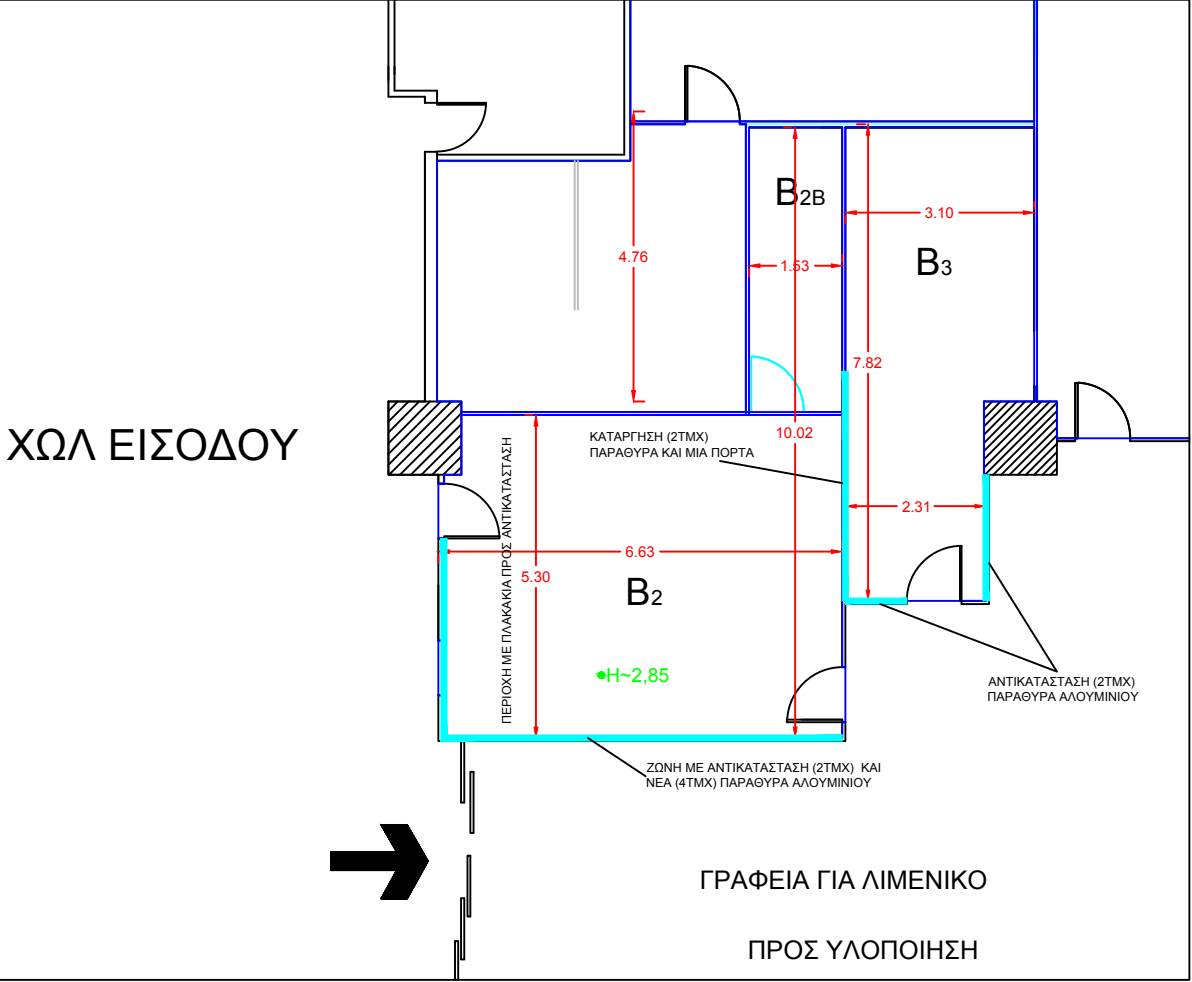 B2B
3.10
4.76
B3
1.53
7.82
ΧΩΛ ΕΙΣΟΔΟΥ
ΚΑΤΑΡΓΗΣΗ (2ΤΜΧ)
ΠΑΡΑΘΥΡΑ ΚΑΙ ΜΙΑ ΠΟΡΤΑ
10.02
2.31
ΠΕΡΙΟΧΗ ΜΕ ΠΛΑΚΑΚΙΑ ΠΡΟΣ ΑΝΤΙΚΑΤΑΣΤΑΣΗ
6.63
5.30
B2
H~2,85
ΑΝΤΙΚΑΤΑΣΤΑΣΗ (2ΤΜΧ)
ΠΑΡΑΘΥΡΑ ΑΛΟΥΜΙΝΙΟΥ
ΖΩΝΗ ΜΕ ΑΝΤΙΚΑΤΑΣΤΑΣΗ (2ΤΜΧ) ΚΑΙ
ΝΕΑ (4ΤΜΧ) ΠΑΡΑΘΥΡΑ ΑΛΟΥΜΙΝΙΟΥ
ΓΡΑΦΕΙΑ ΓΙΑ ΛΙΜΕΝΙΚΟ
ΠΡΟΣ ΥΛΟΠΟΙΗΣΗ